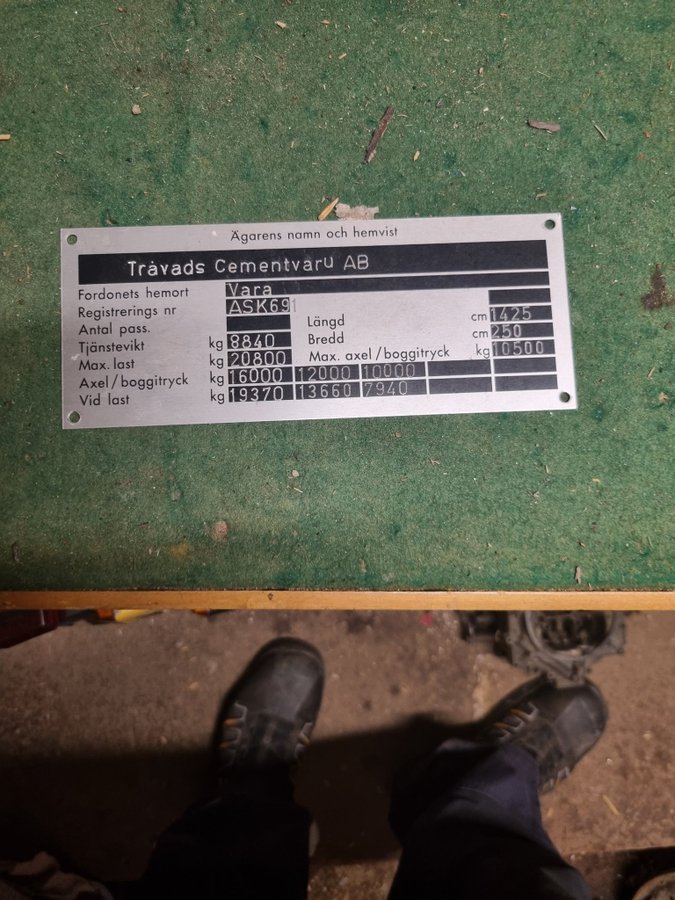 Ägarens namn och hemvist
Tråvads Cementvaru AB
Fordonets hemort Vara
Registrerings nr ASK691
Antal pass. Längd cm 1425
Tjänstevikt kg 8840 Bredd cm 250
Max. last kg 20800 Max. axel/boggitryck kg 10500
Axel/boggitryck kg 16000 12000 10000
Vid last kg 19370 13660 7940